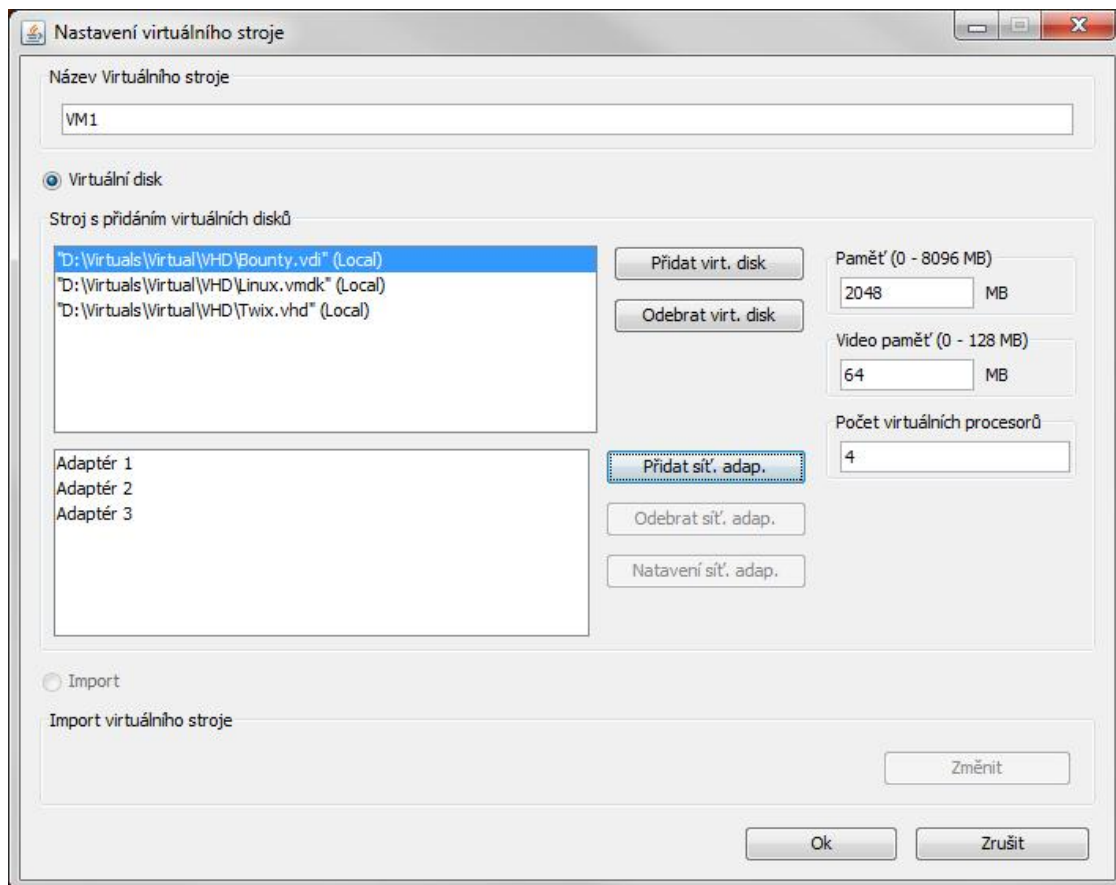 Nastavení virtuálního stroje
Název Virtuálního stroje
VM1
Virtuální disk
Stroj s přidáním virtuálních disků
"D:\Virtuals\Virtual\VHD\Bounty.vdi" (Local)
"D:\Virtuals\Virtual\VHD\Linux.vmdk" (Local)
"D:\Virtuals\Virtual\VHD\Twix.vhd" (Local)
Přidat virt. disk
Odebrat virt. disk
Paměť (0 - 8096 MB)
2048 MB
Video paměť (0 - 128 MB)
64 MB
Počet virtuálních procesorů
4
Adaptér 1
Adaptér 2
Adaptér 3
Přidat síť. adap.
Odebrat síť. adap.
Natavení síť. adap.
Import
Import virtuálního stroje
Změnit
Ok Zrušit